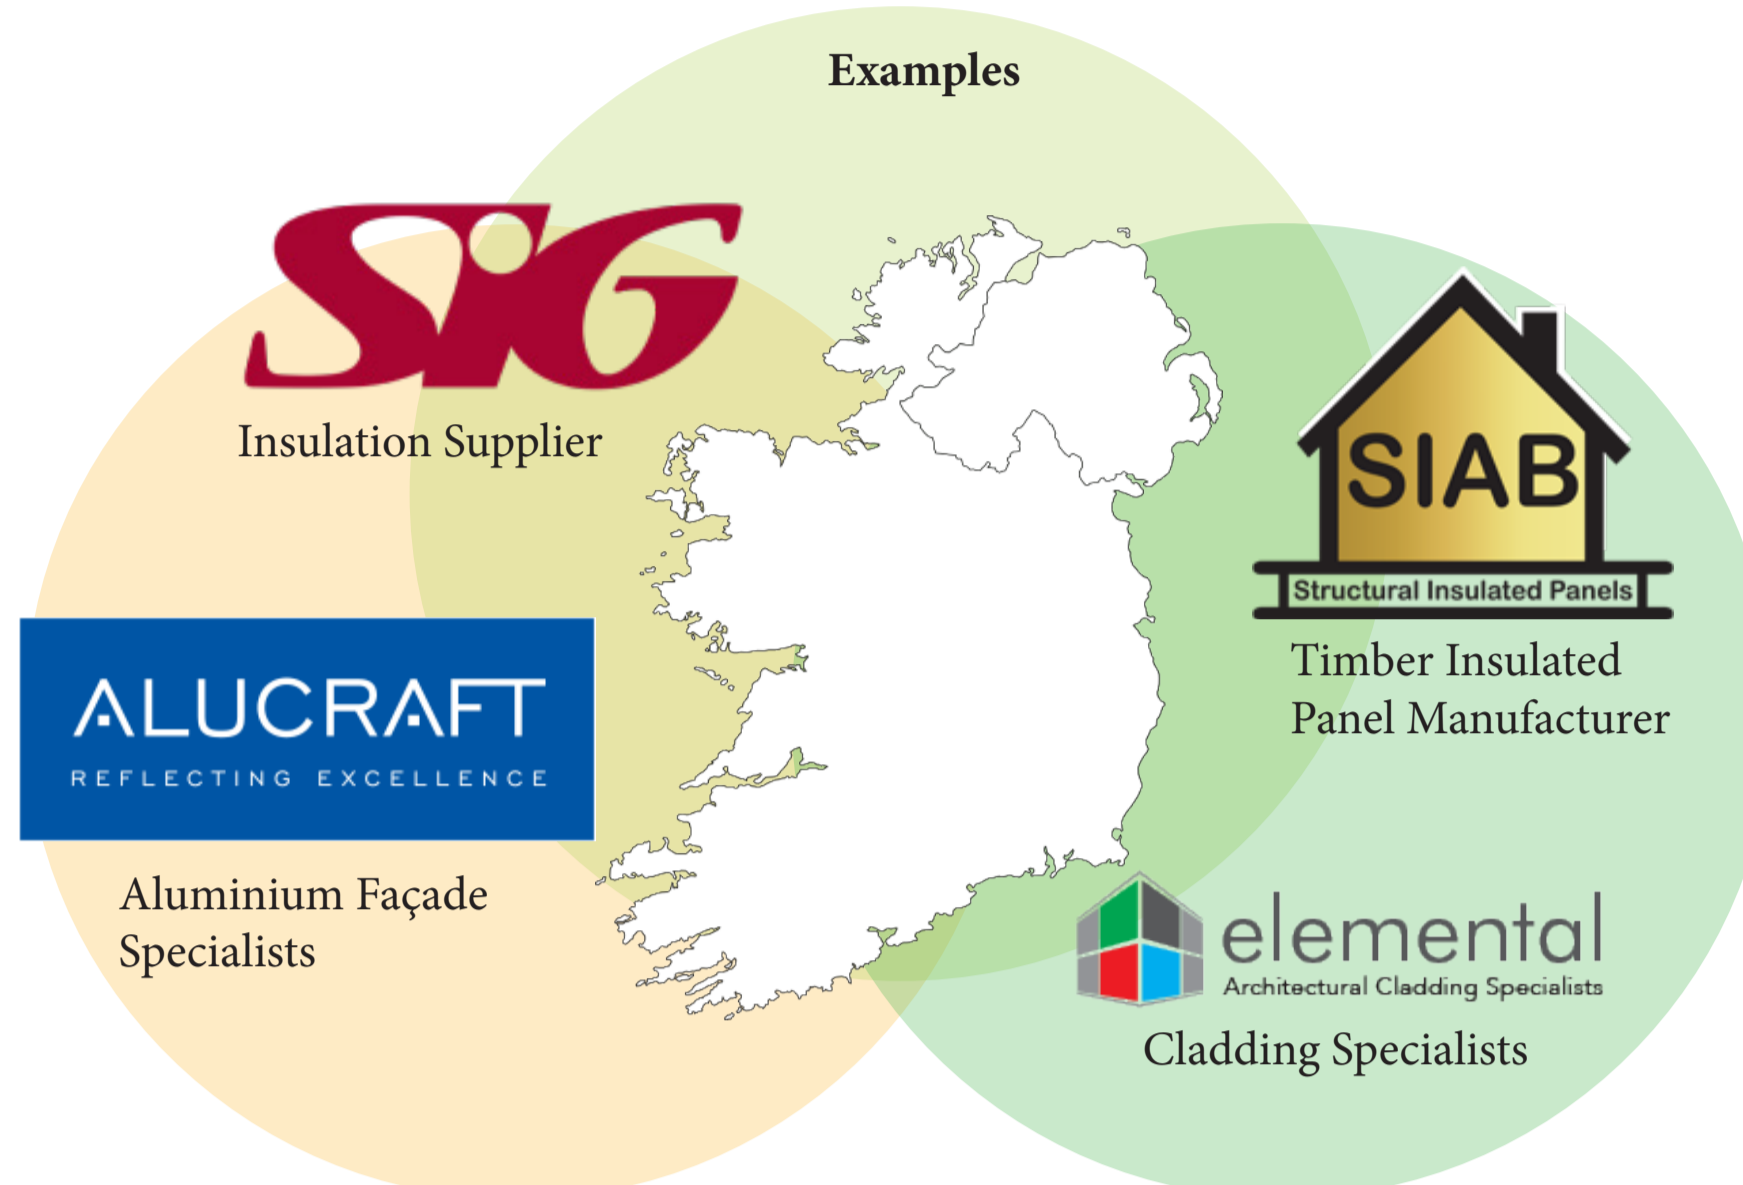 Examples
SiG
Insulation Supplier
ALUCRAFT
REFLECTING EXCELLENCE
Aluminium Façade
Specialists
SIAB
Structural Insulated Panels
Timber Insulated
Panel Manufacturer
elemental
Architectural Cladding Specialists
Cladding Specialists